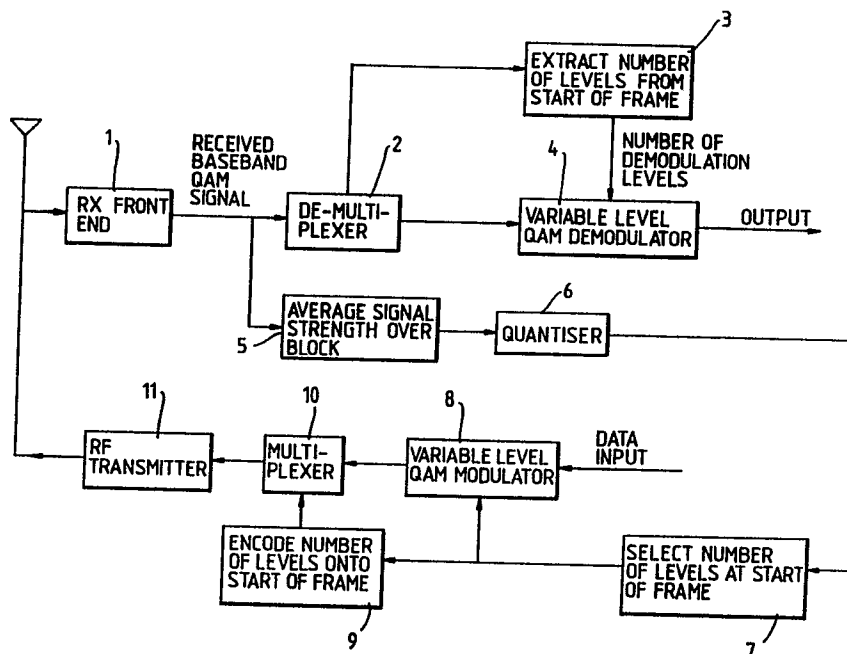 3
EXTRACT NUMBER
OF LEVELS FROM
START OF FRAME
1
RECEIVED
BASEBAND
QAM
SIGNAL
2
4
NUMBER OF
DEMODULATION
LEVELS
RX FRONT
END
DE-MULTI-
PLEXER
VARIABLE LEVEL
QAM DEMODULATOR
OUTPUT
5
AVERAGE SIGNAL
STRENGTH OVER
BLOCK
6
QUANTISER
11
RF
TRANSMITTER
10
MULTI-
PLEXER
8
VARIABLE LEVEL
QAM MODULATOR
DATA
INPUT
ENCODE NUMBER
OF LEVELS ONTO
START OF FRAME
9
SELECT NUMBER
OF LEVELS AT START
OF FRAME
7